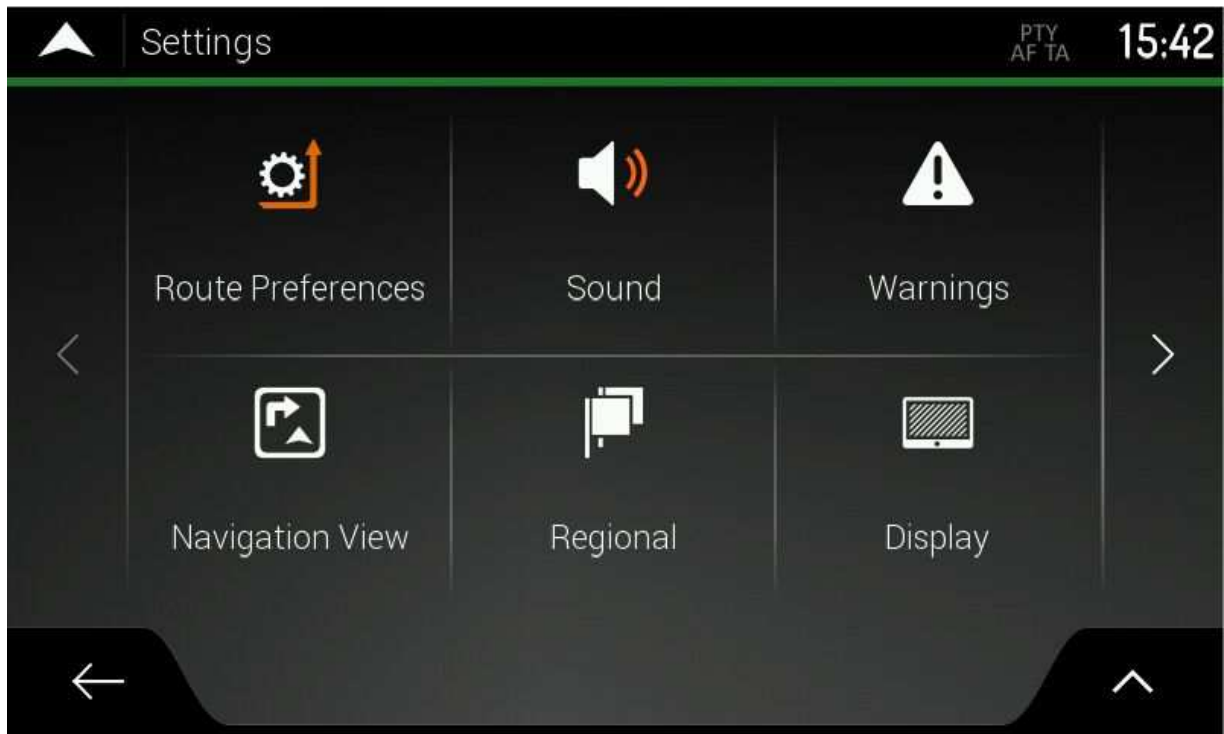 Settings
PTY
AF TA
15:42
Route Preferences
Sound
Warnings
Navigation View
Regional
Display